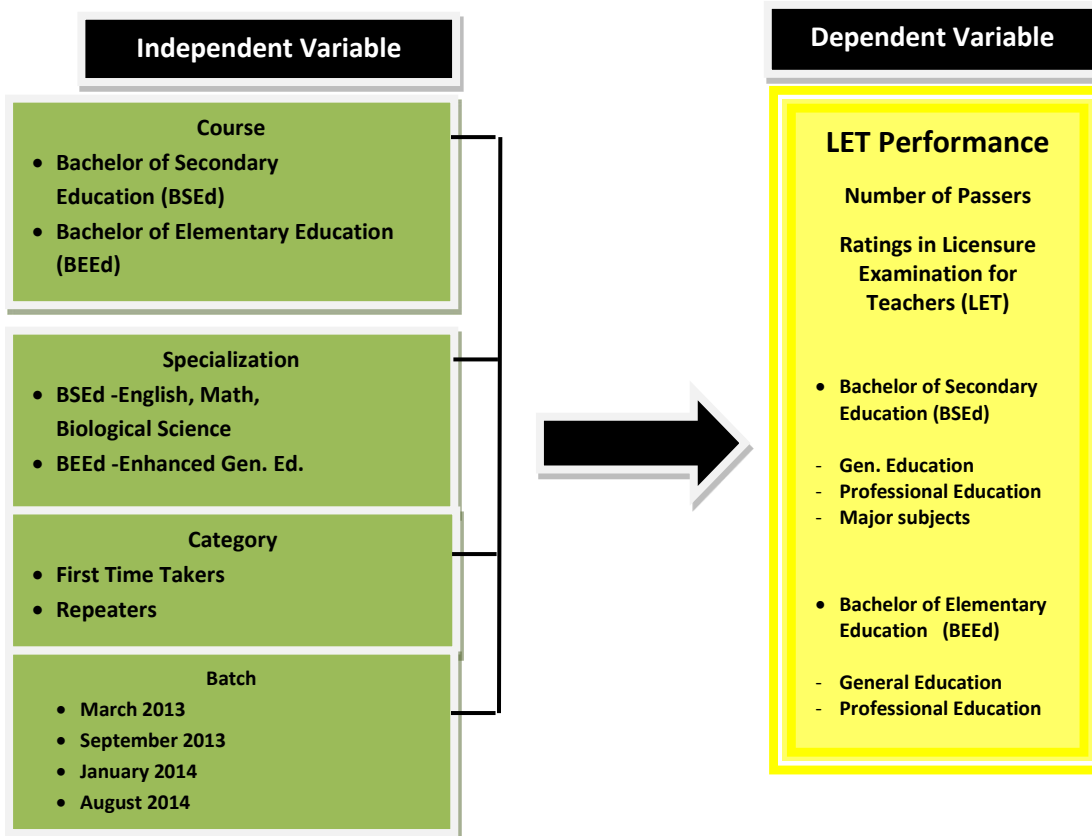 Independent Variable
Course
• Bachelor of Secondary
Education (BSEd)
• Bachelor of Elementary Education
(BEEd)
Specialization
• BSEd -English, Math,
Biological Science
• BEEd -Enhanced Gen. Ed.
Category
• First Time Takers
• Repeaters
Batch
• March 2013
• September 2013
• January 2014
• August 2014
Dependent Variable
LET Performance
Number of Passers
Ratings in Licensure
Examination for
Teachers (LET)
• Bachelor of Secondary
Education (BSEd)
- Gen. Education
- Professional Education
- Major subjects
• Bachelor of Elementary
Education (BEEd)
- General Education
- Professional Education